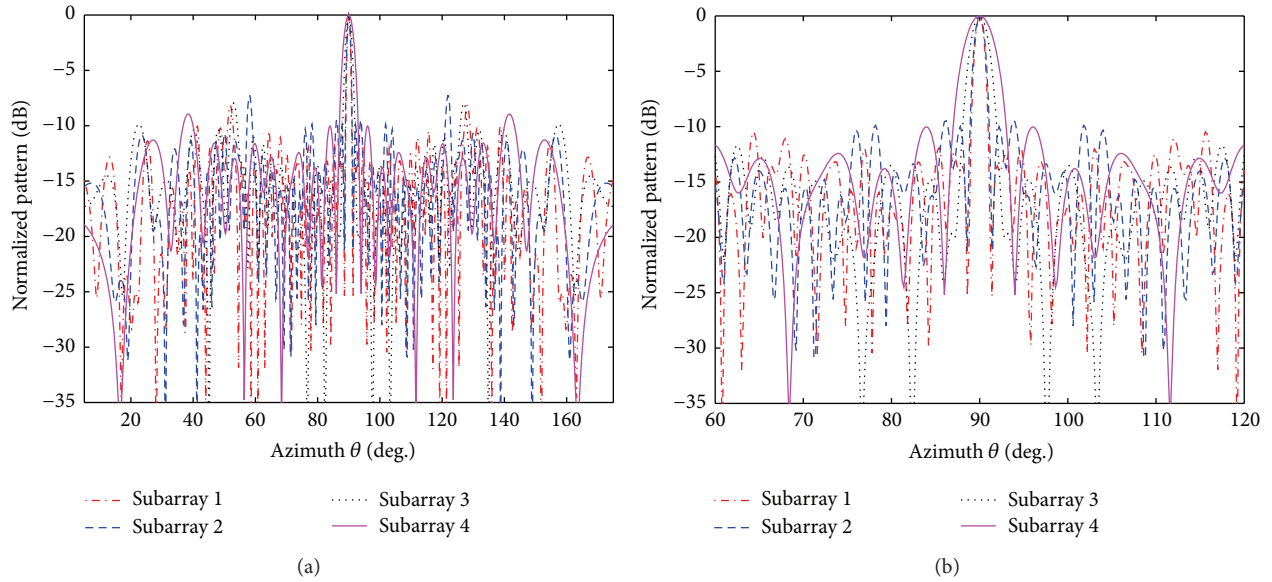 0
−5
−10
−15
−20
−25
−30
−35
Normalized pattern (dB)
20 40 60 80 100 120 140 160
Azimuth θ (deg.)
Subarray 1
Subarray 2
Subarray 3
Subarray 4
(a)
0
−5
−10
−15
−20
−25
−30
−35
Normalized pattern (dB)
60 70 80 90 100 110 120
Azimuth θ (deg.)
Subarray 1
Subarray 2
Subarray 3
Subarray 4
(b)